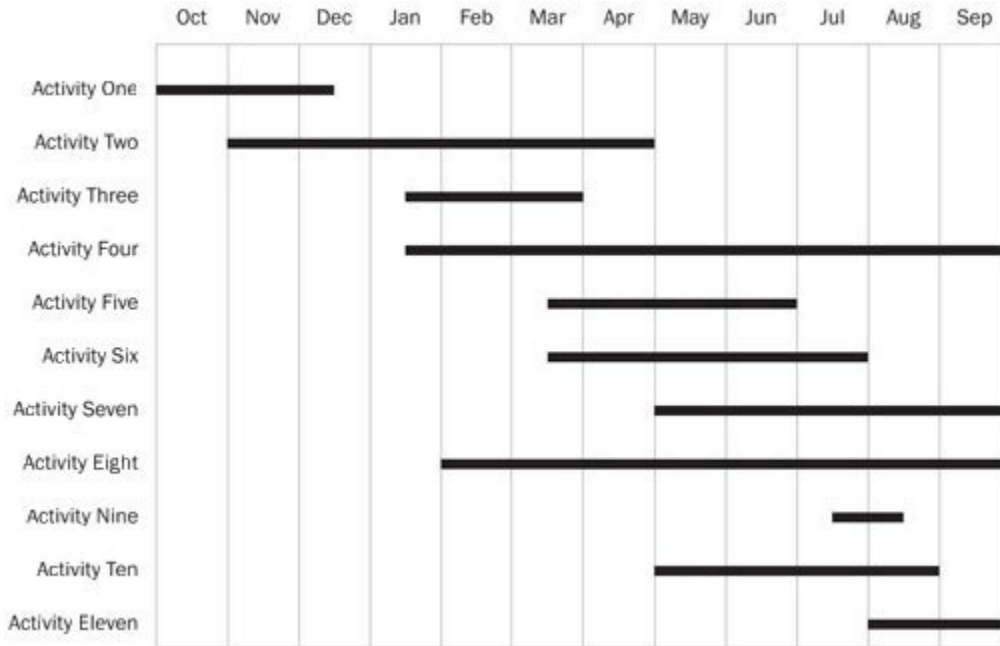 Oct Nov Dec Jan Feb Mar Apr May Jun Jul Aug Sep
Activity One
Activity Two
Activity Three
Activity Four
Activity Five
Activity Six
Activity Seven
Activity Eight
Activity Nine
Activity Ten
Activity Eleven